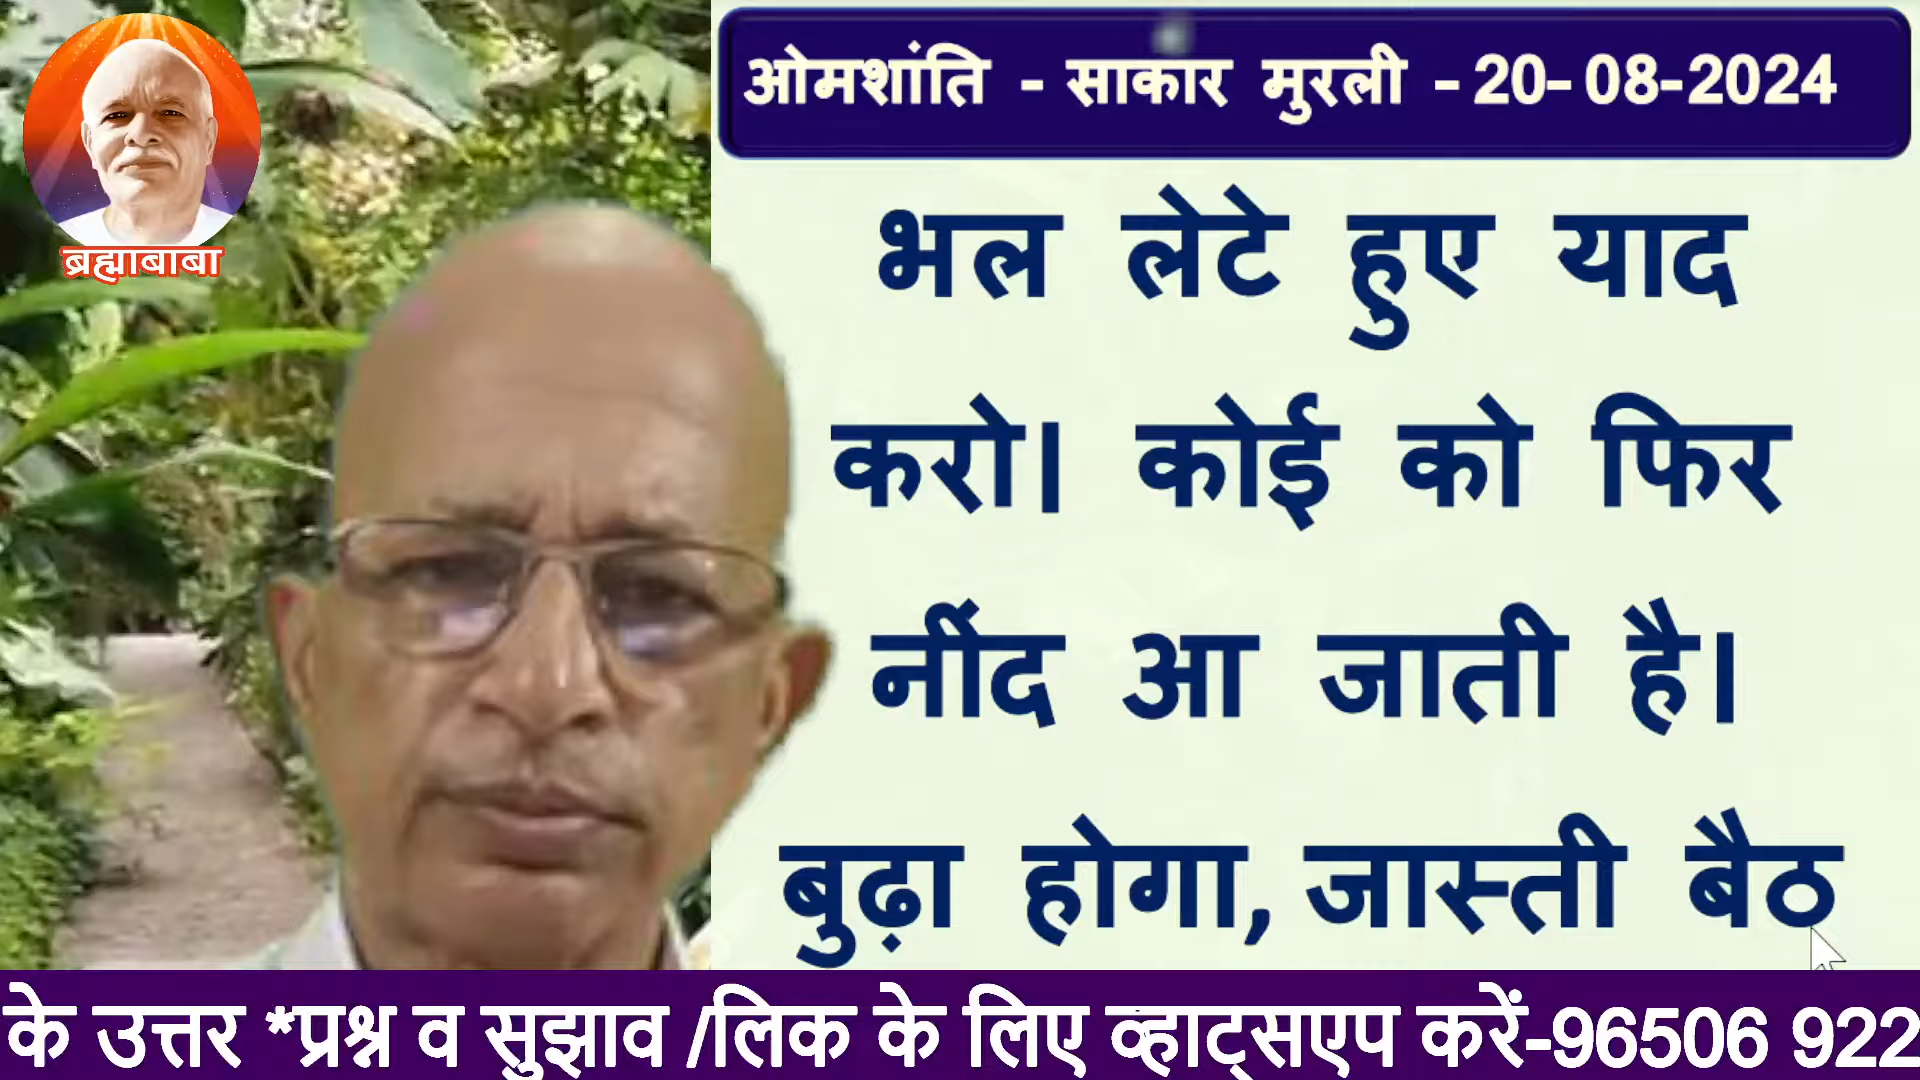 ओमशांति - साकार मुरली - 20-08-2024
ब्रह्माबाबा
भल लेटे हुए याद
करो। कोई को फिर
नींद आ जाती है।
बुढ़ा होगा, जास्ती बैठ
के उत्तर *प्रश्न व सुझाव /लिक के लिए व्हाट्सएप करें-96506 922